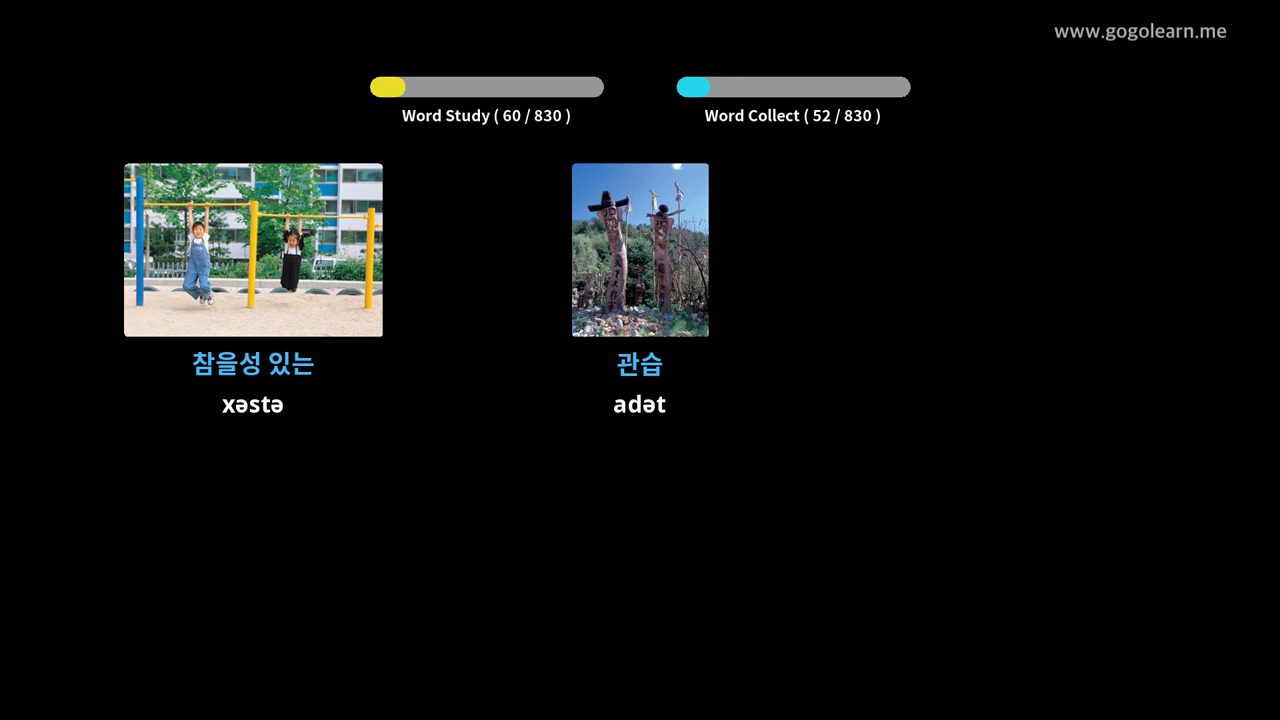 www.gogolearn.me
Word Study ( 60 / 830 )
Word Collect ( 52 / 830 )
참을성 있는
xəstə
관습
adət